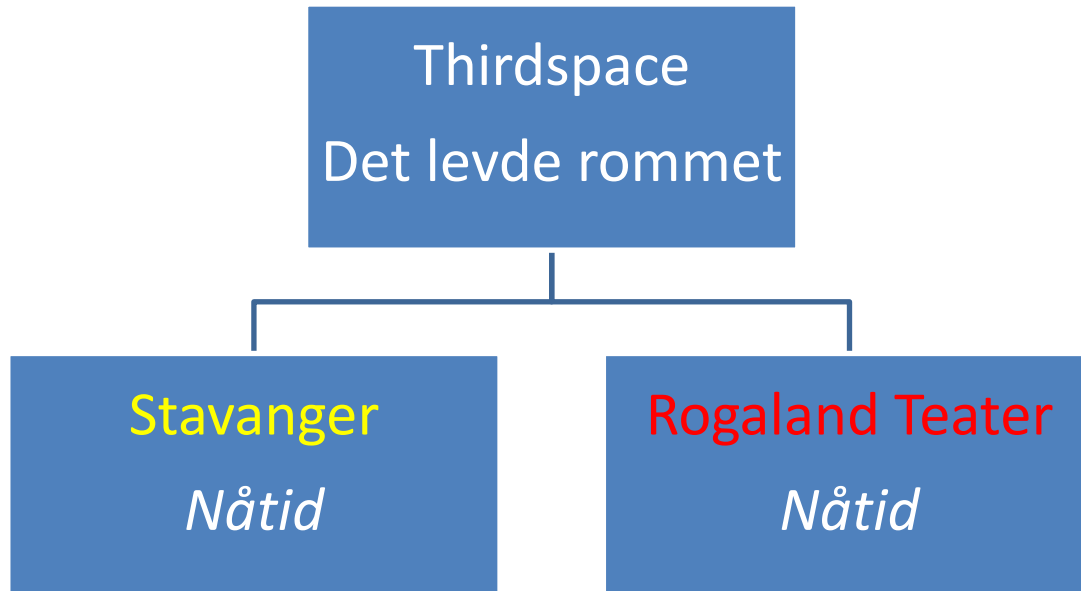 Thirdspace
Det levde rommet
Stavanger
Nåtid
Rogaland Teater
Nåtid